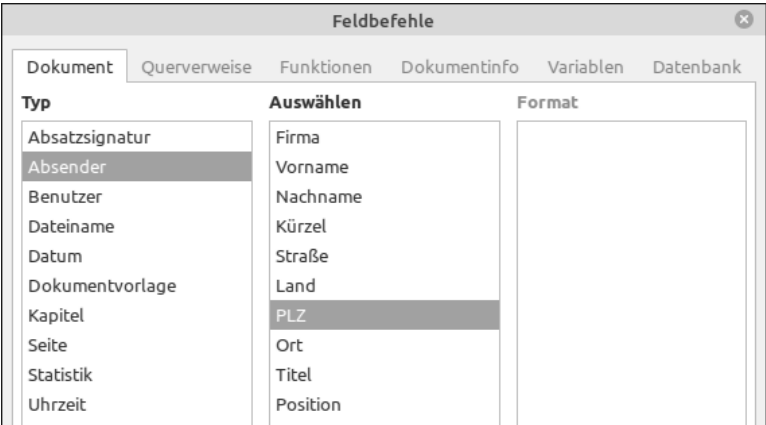 Feldbefehle
Dokument Querverweise Funktionen Dokumentinfo Variablen Datenbank
Typ Auswählen Format
Absatzsignatur Firma
Absender Vorname
Benutzer Nachname
Dateiname Kürzel
Datum Straße
Dokumentvorlage Land
Kapitel PLZ
Seite Ort
Statistik Titel
Uhrzeit Position